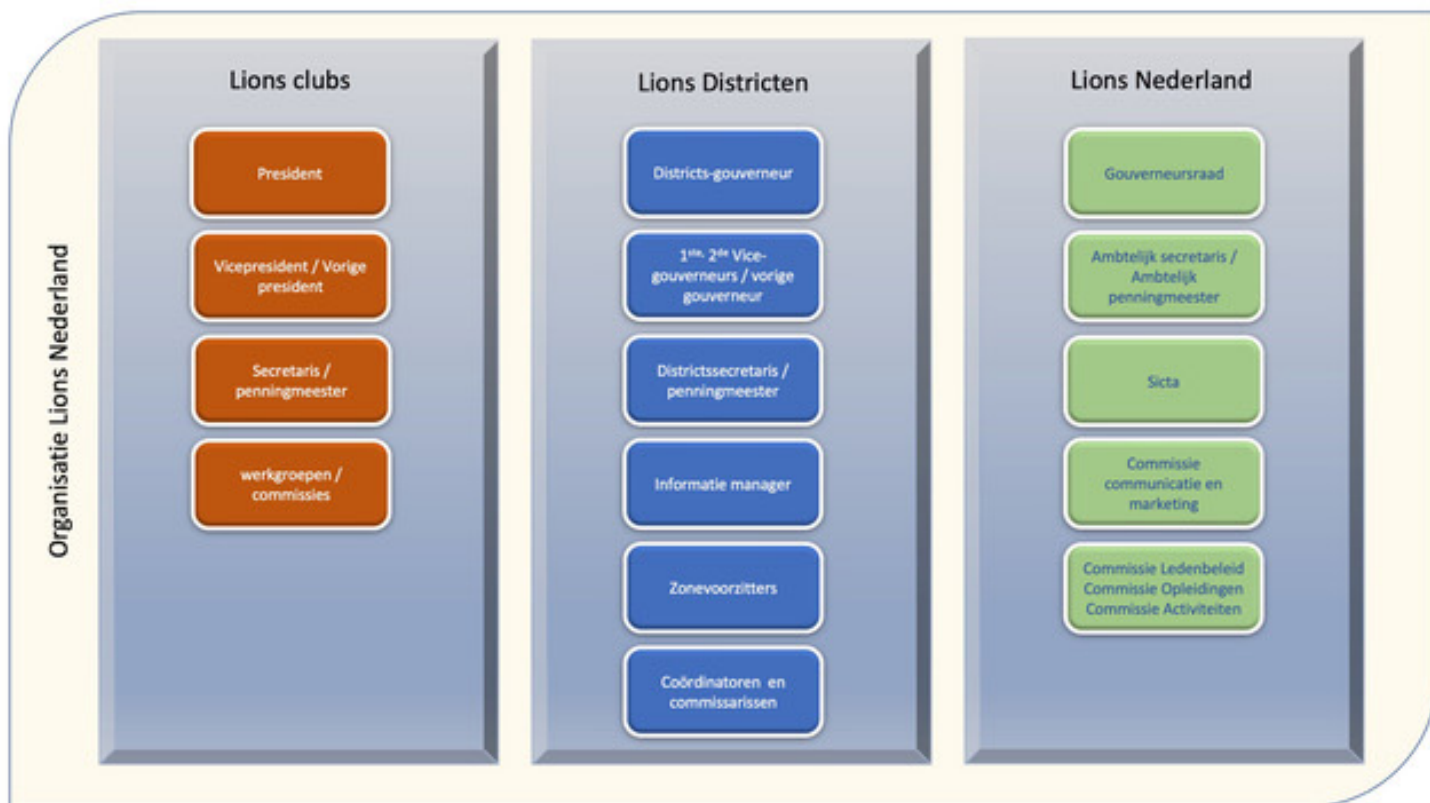 Organisatie Lions Nederland
Lions clubs
President
Vicepresident / Vorige
president
Secretaris /
penningmeester
werkgroepen /
commissies
Lions Districten
Districts-gouverneur
1ste- 2de Vice-
gouverneurs / vorige
gouverneur
Districtssecretaris /
penningmeester
Informatie manager
Zonevoorzitters
Coördinatoren en
commissarissen
Lions Nederland
Gouverneursraad
Ambtelijk secretaris /
Ambtelijk
penningmeester
Sicta
Commissie
communicatie en
marketing
Commissie Ledenbeleid
Commissie Opleidingen
Commissie Activiteiten